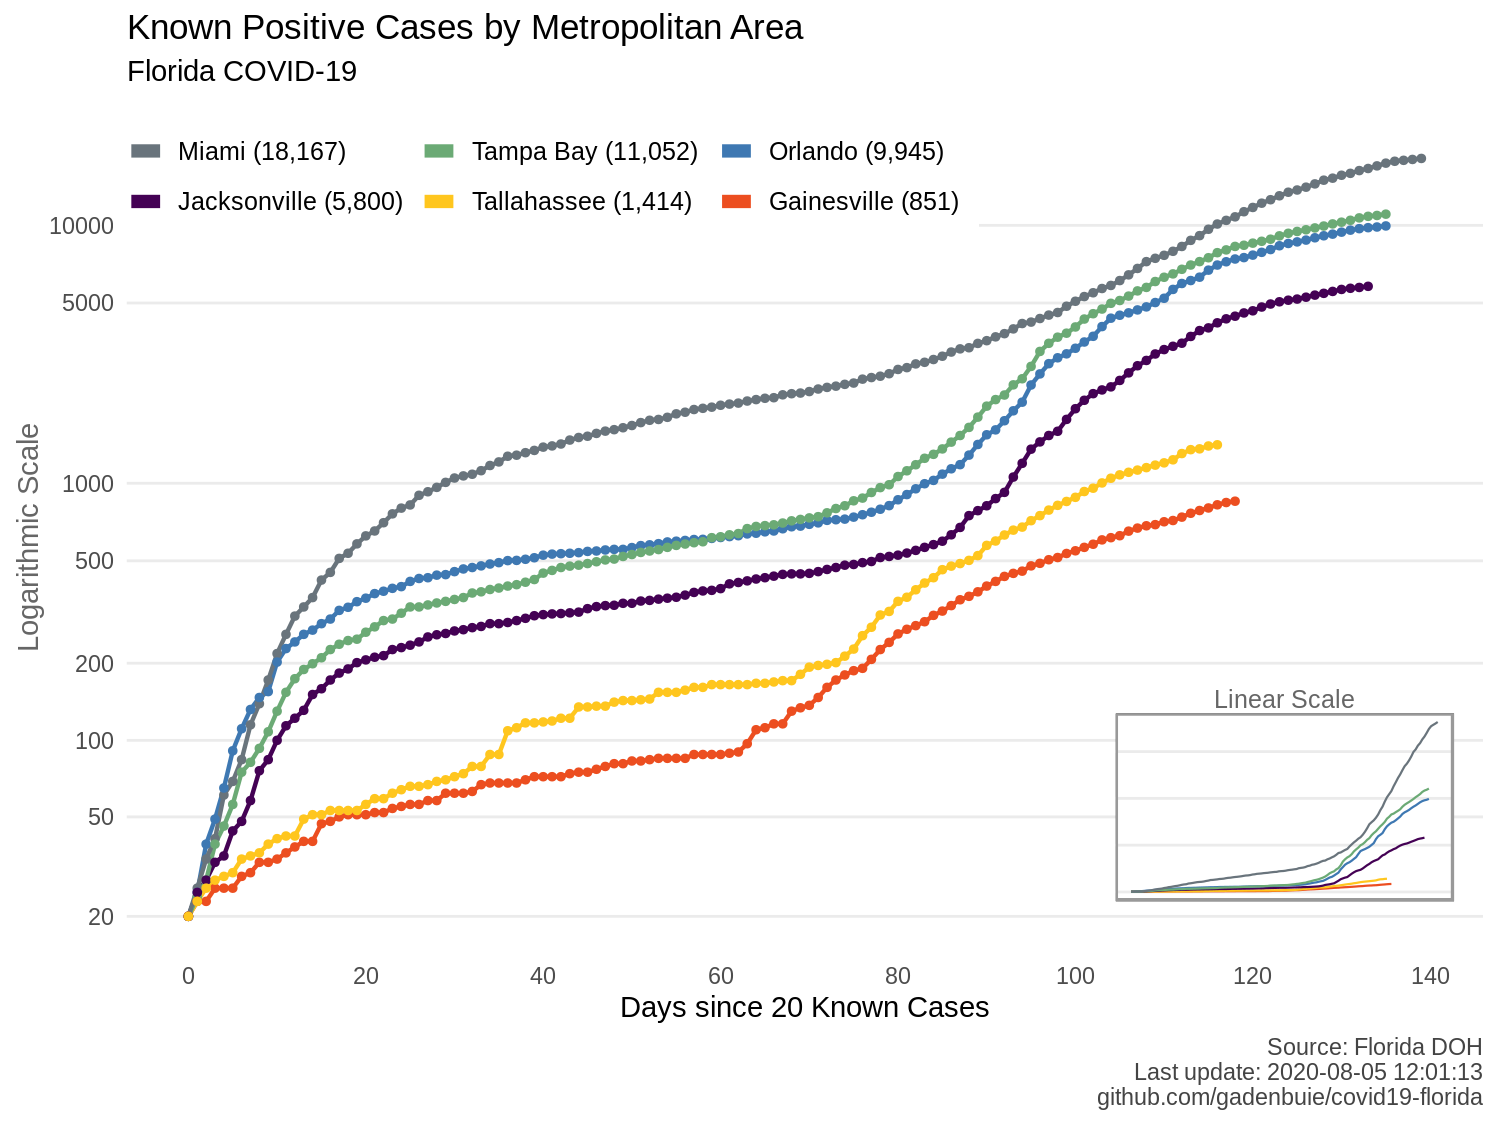 Known Positive Cases by Metropolitan Area
Florida COVID-19
Miami (18,167) Tampa Bay (11,052) Orlando (9,945)
Jacksonville (5,800) Tallahassee (1,414) Gainesville (851)
10000
5000
1000
500
200
100
50
20
Logarithmic Scale
Linear Scale
0 20 40 60 80 100 120 140
Days since 20 Known Cases
Source: Florida DOH
Last update: 2020-08-05 12:01:13
github.com/gadenbuie/covid19-florida